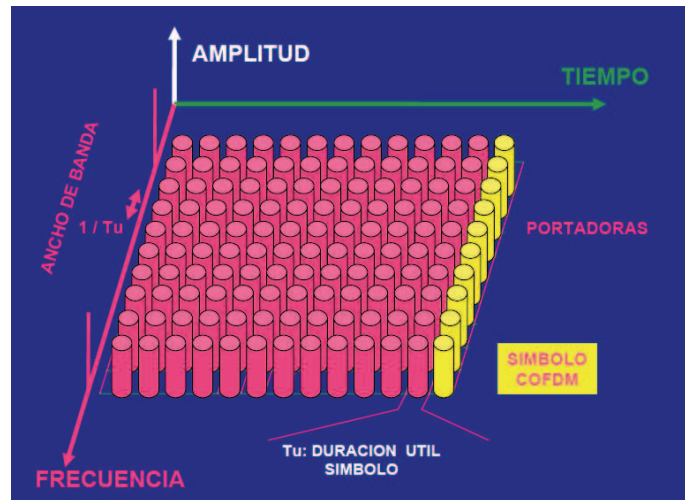 AMPLITUD
TIEMPO
ANCHO DE BANDA
1 / Tu
PORTADORAS
SIMBOLO
COFDM
Tu: DURACION UTIL
SIMBOLO
FRECUENCIA